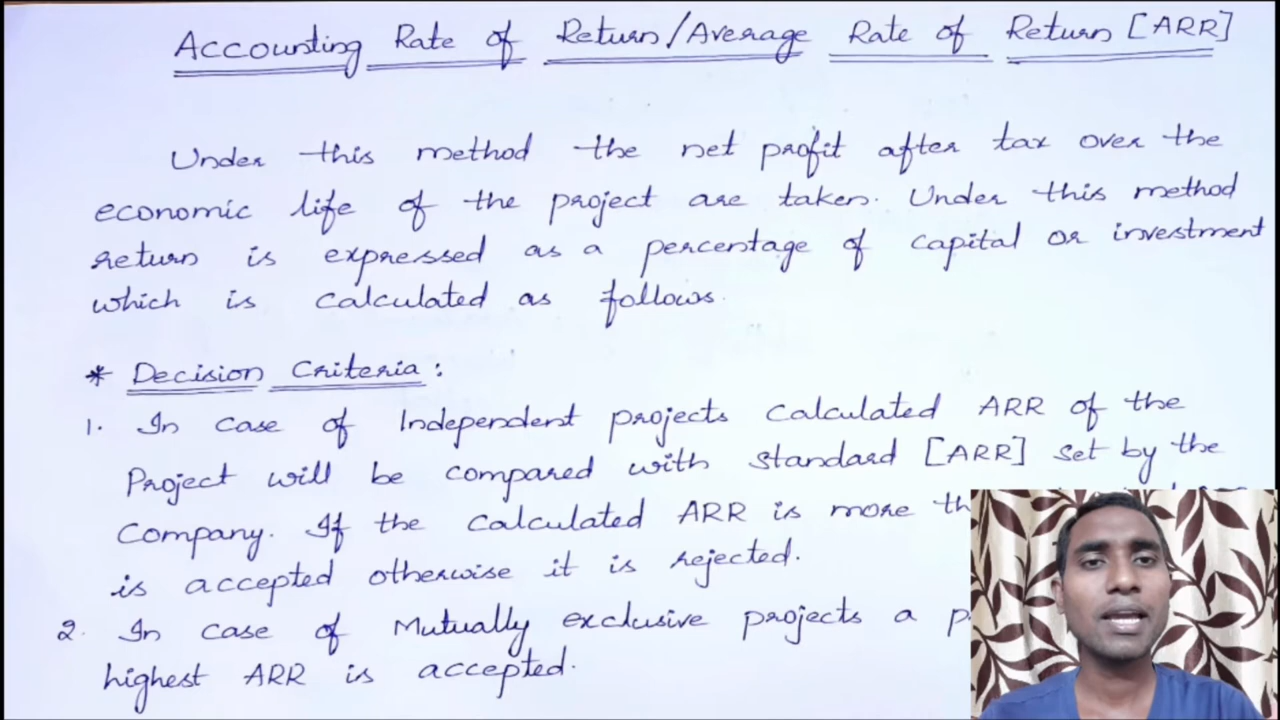 Accounting Rate of Return/Average Rate of Return [ARR]
Under this method the net profit after tax over the
economic life of the project are taken. Under this method
return is expressed as a percentage of capital or investment
which is calculated as follows.
* Decision Criteria:
1. In case of Independent projects calculated ARR of the
Project will be compared with standard [ARR] set by the
Company. If the calculated ARR is more
is accepted otherwise it is rejected.
2. In case of Mutually exclusive projects a
highest ARR is accepted.